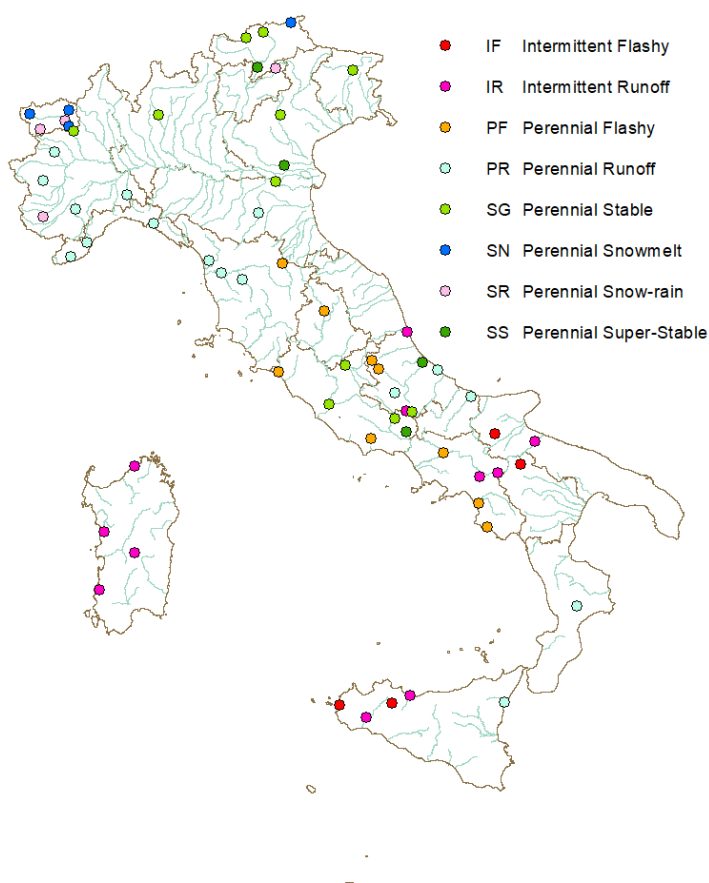 IF Intermittent Flashy
IR Intermittent Runoff
PF Perennial Flashy
PR Perennial Runoff
SG Perennial Stable
SN Perennial Snowmelt
SR Perennial Snow-rain
SS Perennial Super-Stable